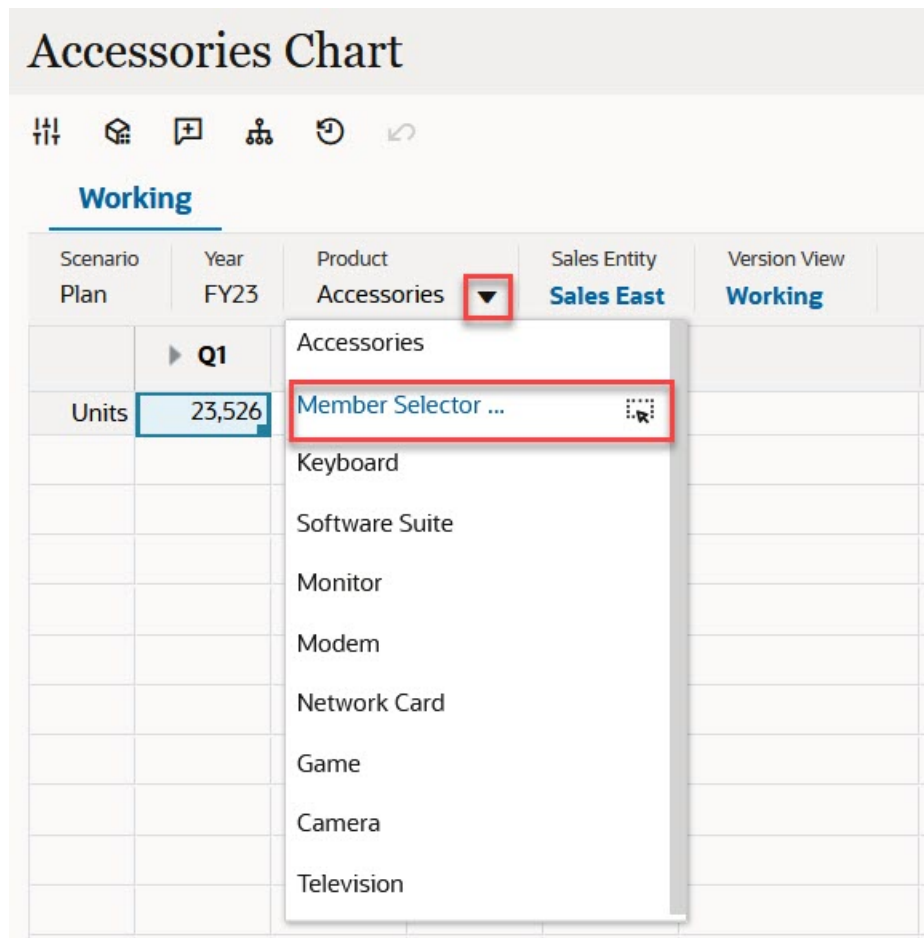 Accessories Chart
Working
Scenario Year Product Sales Entity Version View
Plan FY23 Accessories Sales East Working
Q1
Units 23,526
Accessories
Member Selector ...
Keyboard
Software Suite
Monitor
Modem
Network Card
Game
Camera
Television